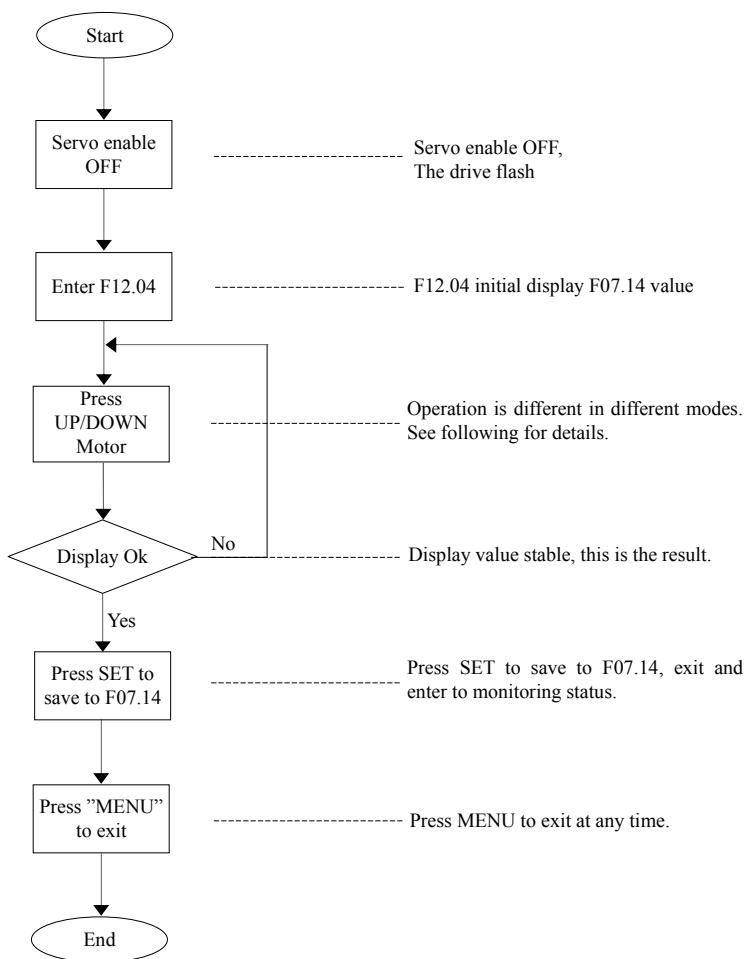 Start
Servo enable
OFF
Servo enable OFF,
The drive flash
Enter F12.04
F12.04 initial display F07.14 value
Press
UP/DOWN
Motor
Operation is different in different modes.
See following for details.
Display Ok
No
Display value stable, this is the result.
Yes
Press SET to
save to F07.14
Press SET to save to F07.14, exit and
enter to monitoring status.
Press ”MENU”
to exit
Press MENU to exit at any time.
End